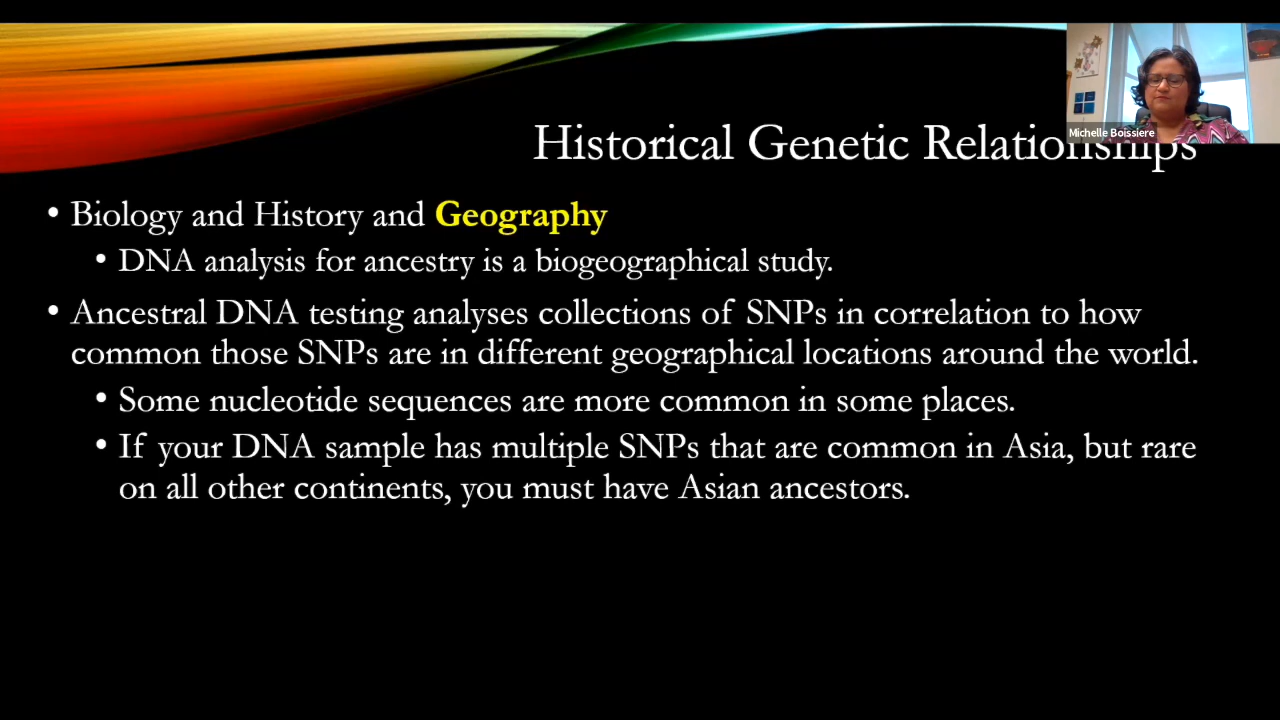 Michelle Boissiere
Historical Genetic Relationships
• Biology and History and Geography
• DNA analysis for ancestry is a biogeographical study.
• Ancestral DNA testing analyses collections of SNPs in correlation to how
common those SNPs are in different geographical locations around the world.
• Some nucleotide sequences are more common in some places.
• If your DNA sample has multiple SNPs that are common in Asia, but rare
on all other continents, you must have Asian ancestors.